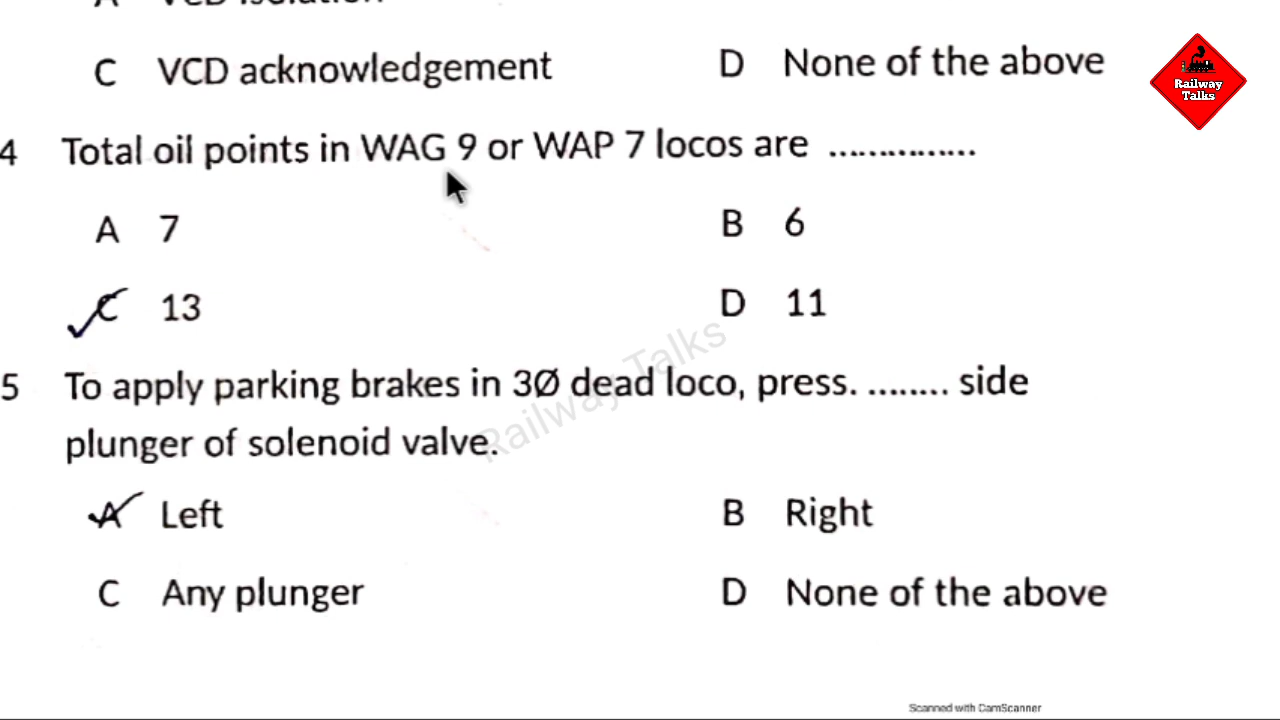 A VCD isolation
C VCD acknowledgement D None of the above
Railway
Talks
4 Total oil points in WAG 9 or WAP 7 locos are ...............
A 7 B 6
C 13 D 11
5 To apply parking brakes in 3Ø dead loco, press. ........ side
plunger of solenoid valve.
Railway Talks
A Left B Right
C Any plunger D None of the above
Scanned with CamScanner